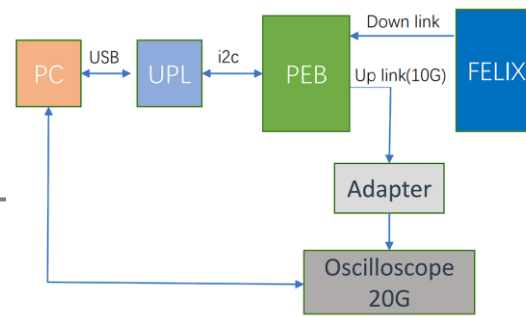 Down link
USB
i2c
PC
UPL
PEB
FELIX
Up link(10G)
Adapter
Oscilloscope
20G